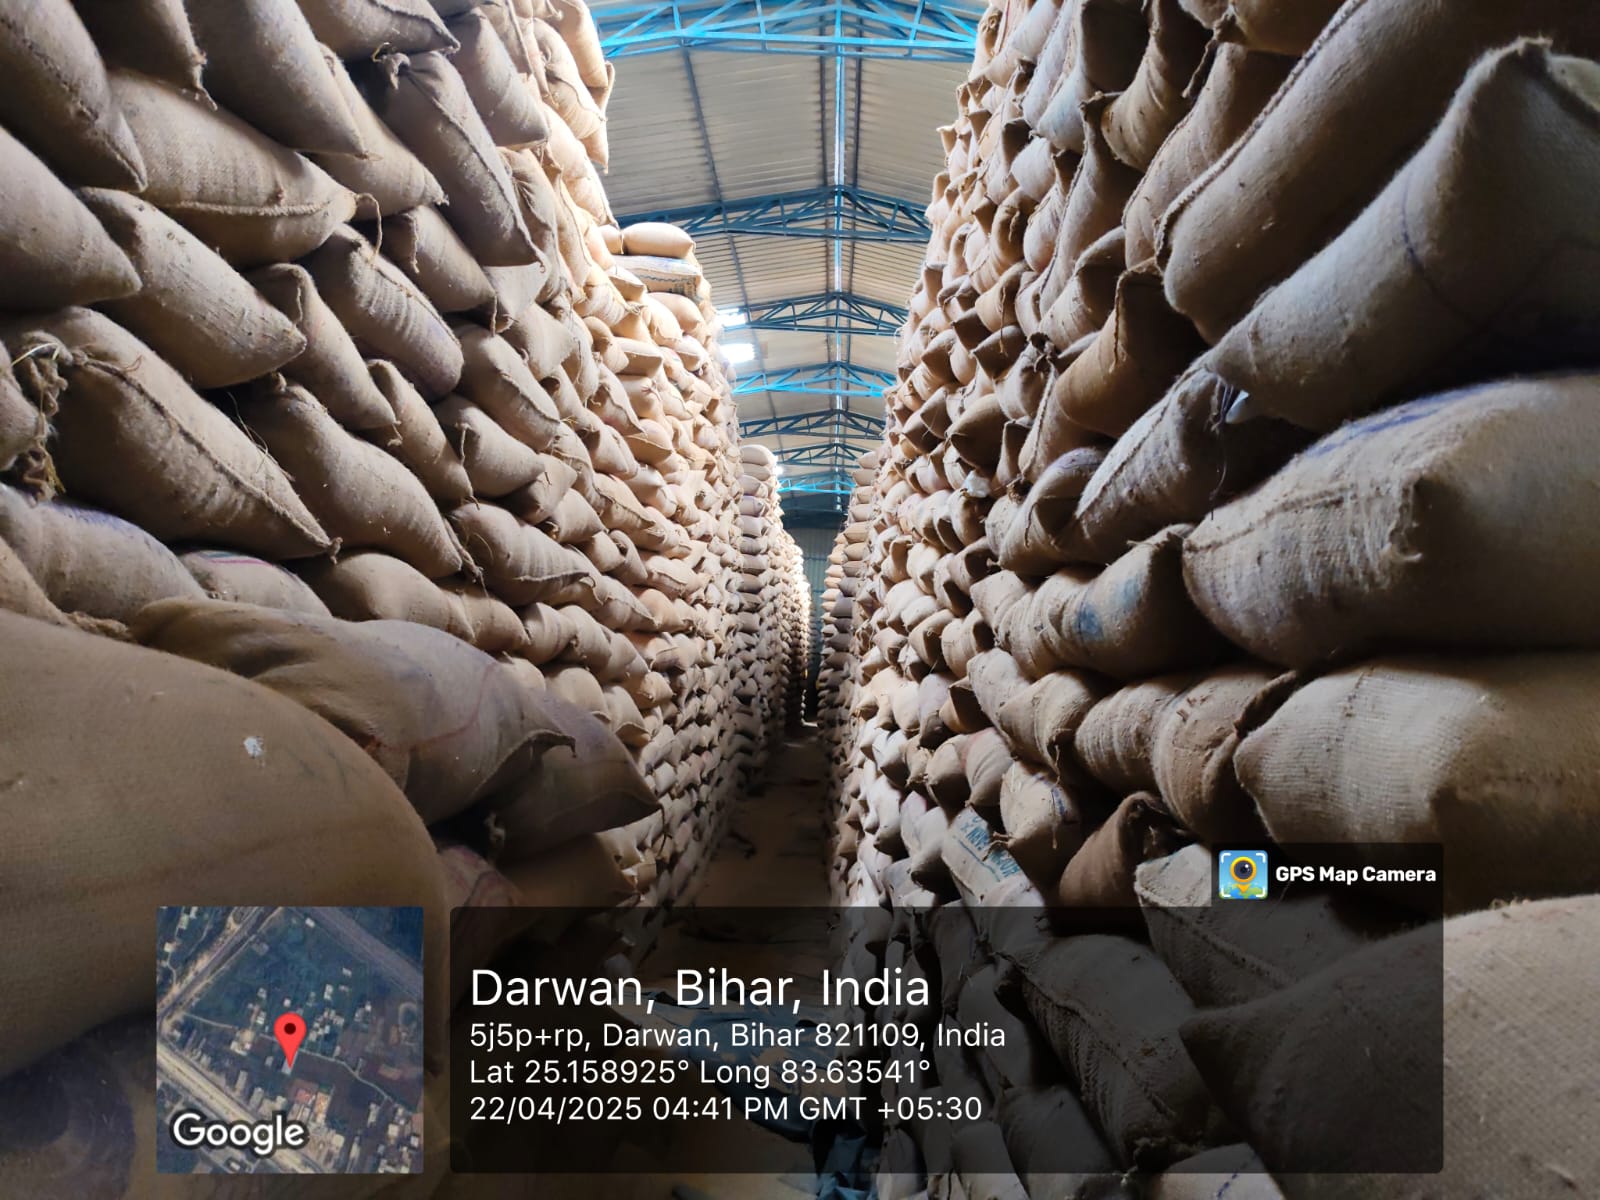 GPS Map Camera
Darwan, Bihar, India
5j5p+rp, Darwan, Bihar 821109, India
Lat 25.158925° Long 83.63541°
22/04/2025 04:41 PM GMT +05:30
Google